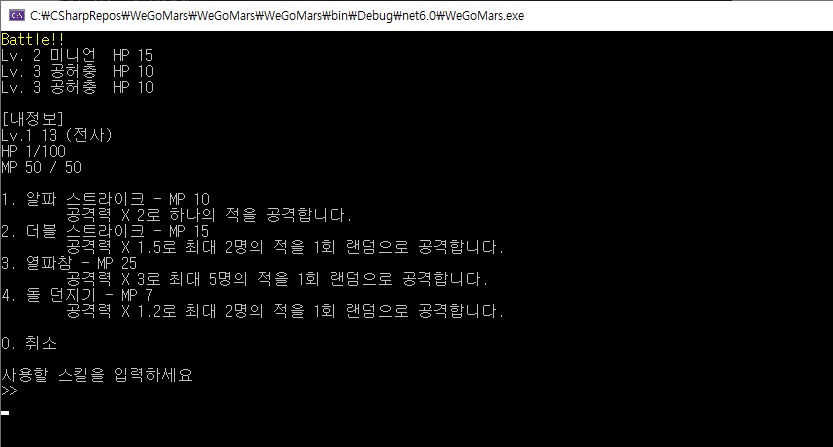 C:\CSharpRepos\WeGoMars\WeGoMars\WeGoMars\bin\Debug\net6.0\WeGoMars.exe
Battle!!
Lv. 2 미니언 HP 15
Lv. 3 공허충 HP 10
Lv. 3 공허충 HP 10
[내정보]
Lv.1 13 (전사)
HP 1/100
MP 50 / 50
1. 알파 스트라이크 - MP 10
공격력 X 2로 하나의 적을 공격합니다.
2. 더블 스트라이크 - MP 15
공격력 X 1.5로 최대 2명의 적을 1회 랜덤으로 공격합니다.
3. 열파참 - MP 25
공격력 X 3로 최대 5명의 적을 1회 랜덤으로 공격합니다.
4. 돌 던지기 - MP 7
공격력 X 1.2로 최대 2명의 적을 1회 랜덤으로 공격합니다.
0. 취소
사용할 스킬을 입력하세요
>>